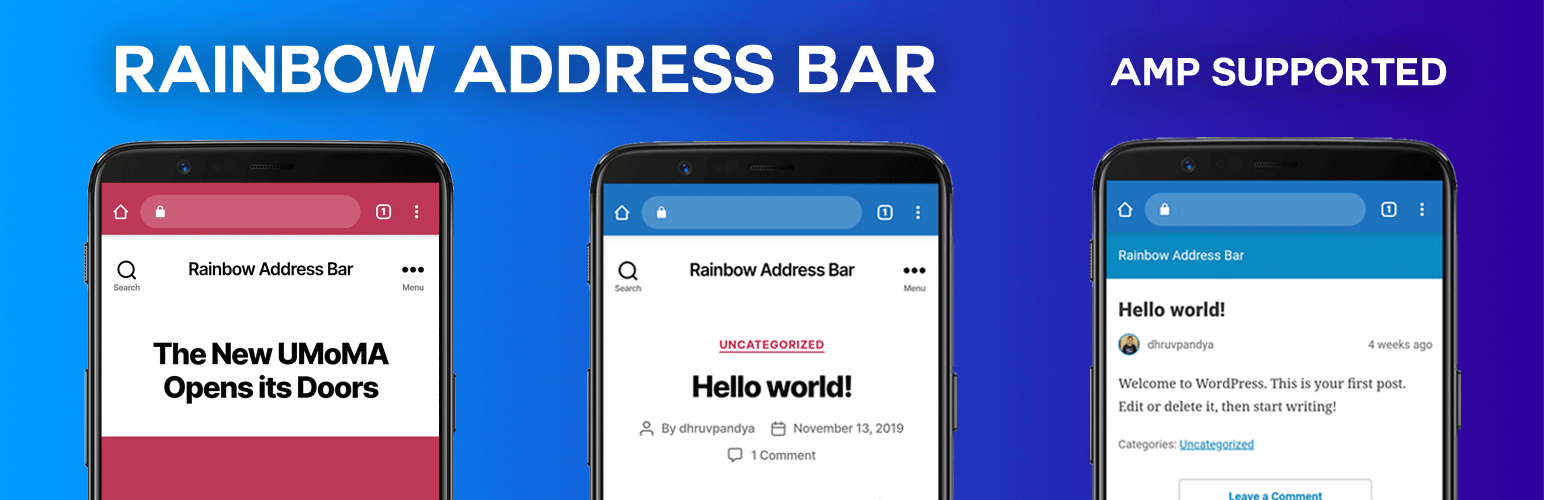 RAINBOW ADDRESS BAR
AMP SUPPORTED
1
Search
Rainbow Address Bar
Menu
The New UMoMA
Opens its Doors
1
Search
Rainbow Address Bar
Menu
UNCATEGORIZED
Hello world!
By dhruvpandya November 13, 2019
1 Comment
1
Rainbow Address Bar
Hello world!
dhruvpandya 4 weeks ago
Welcome to WordPress. This is your first post.
Edit or delete it, then start writing!
Categories: Uncategorized
Leave a Comment